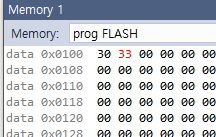 Memory 1
Memory: prog FLASH
data 0x0100 30 33 00 00 00 00
data 0x0108 00 00 00 00 00 00
data 0x0110 00 00 00 00 00 00
data 0x0118 00 00 00 00 00 00
data 0x0120 00 00 00 00 00 00
data 0x0128 00 00 00 00 00 00